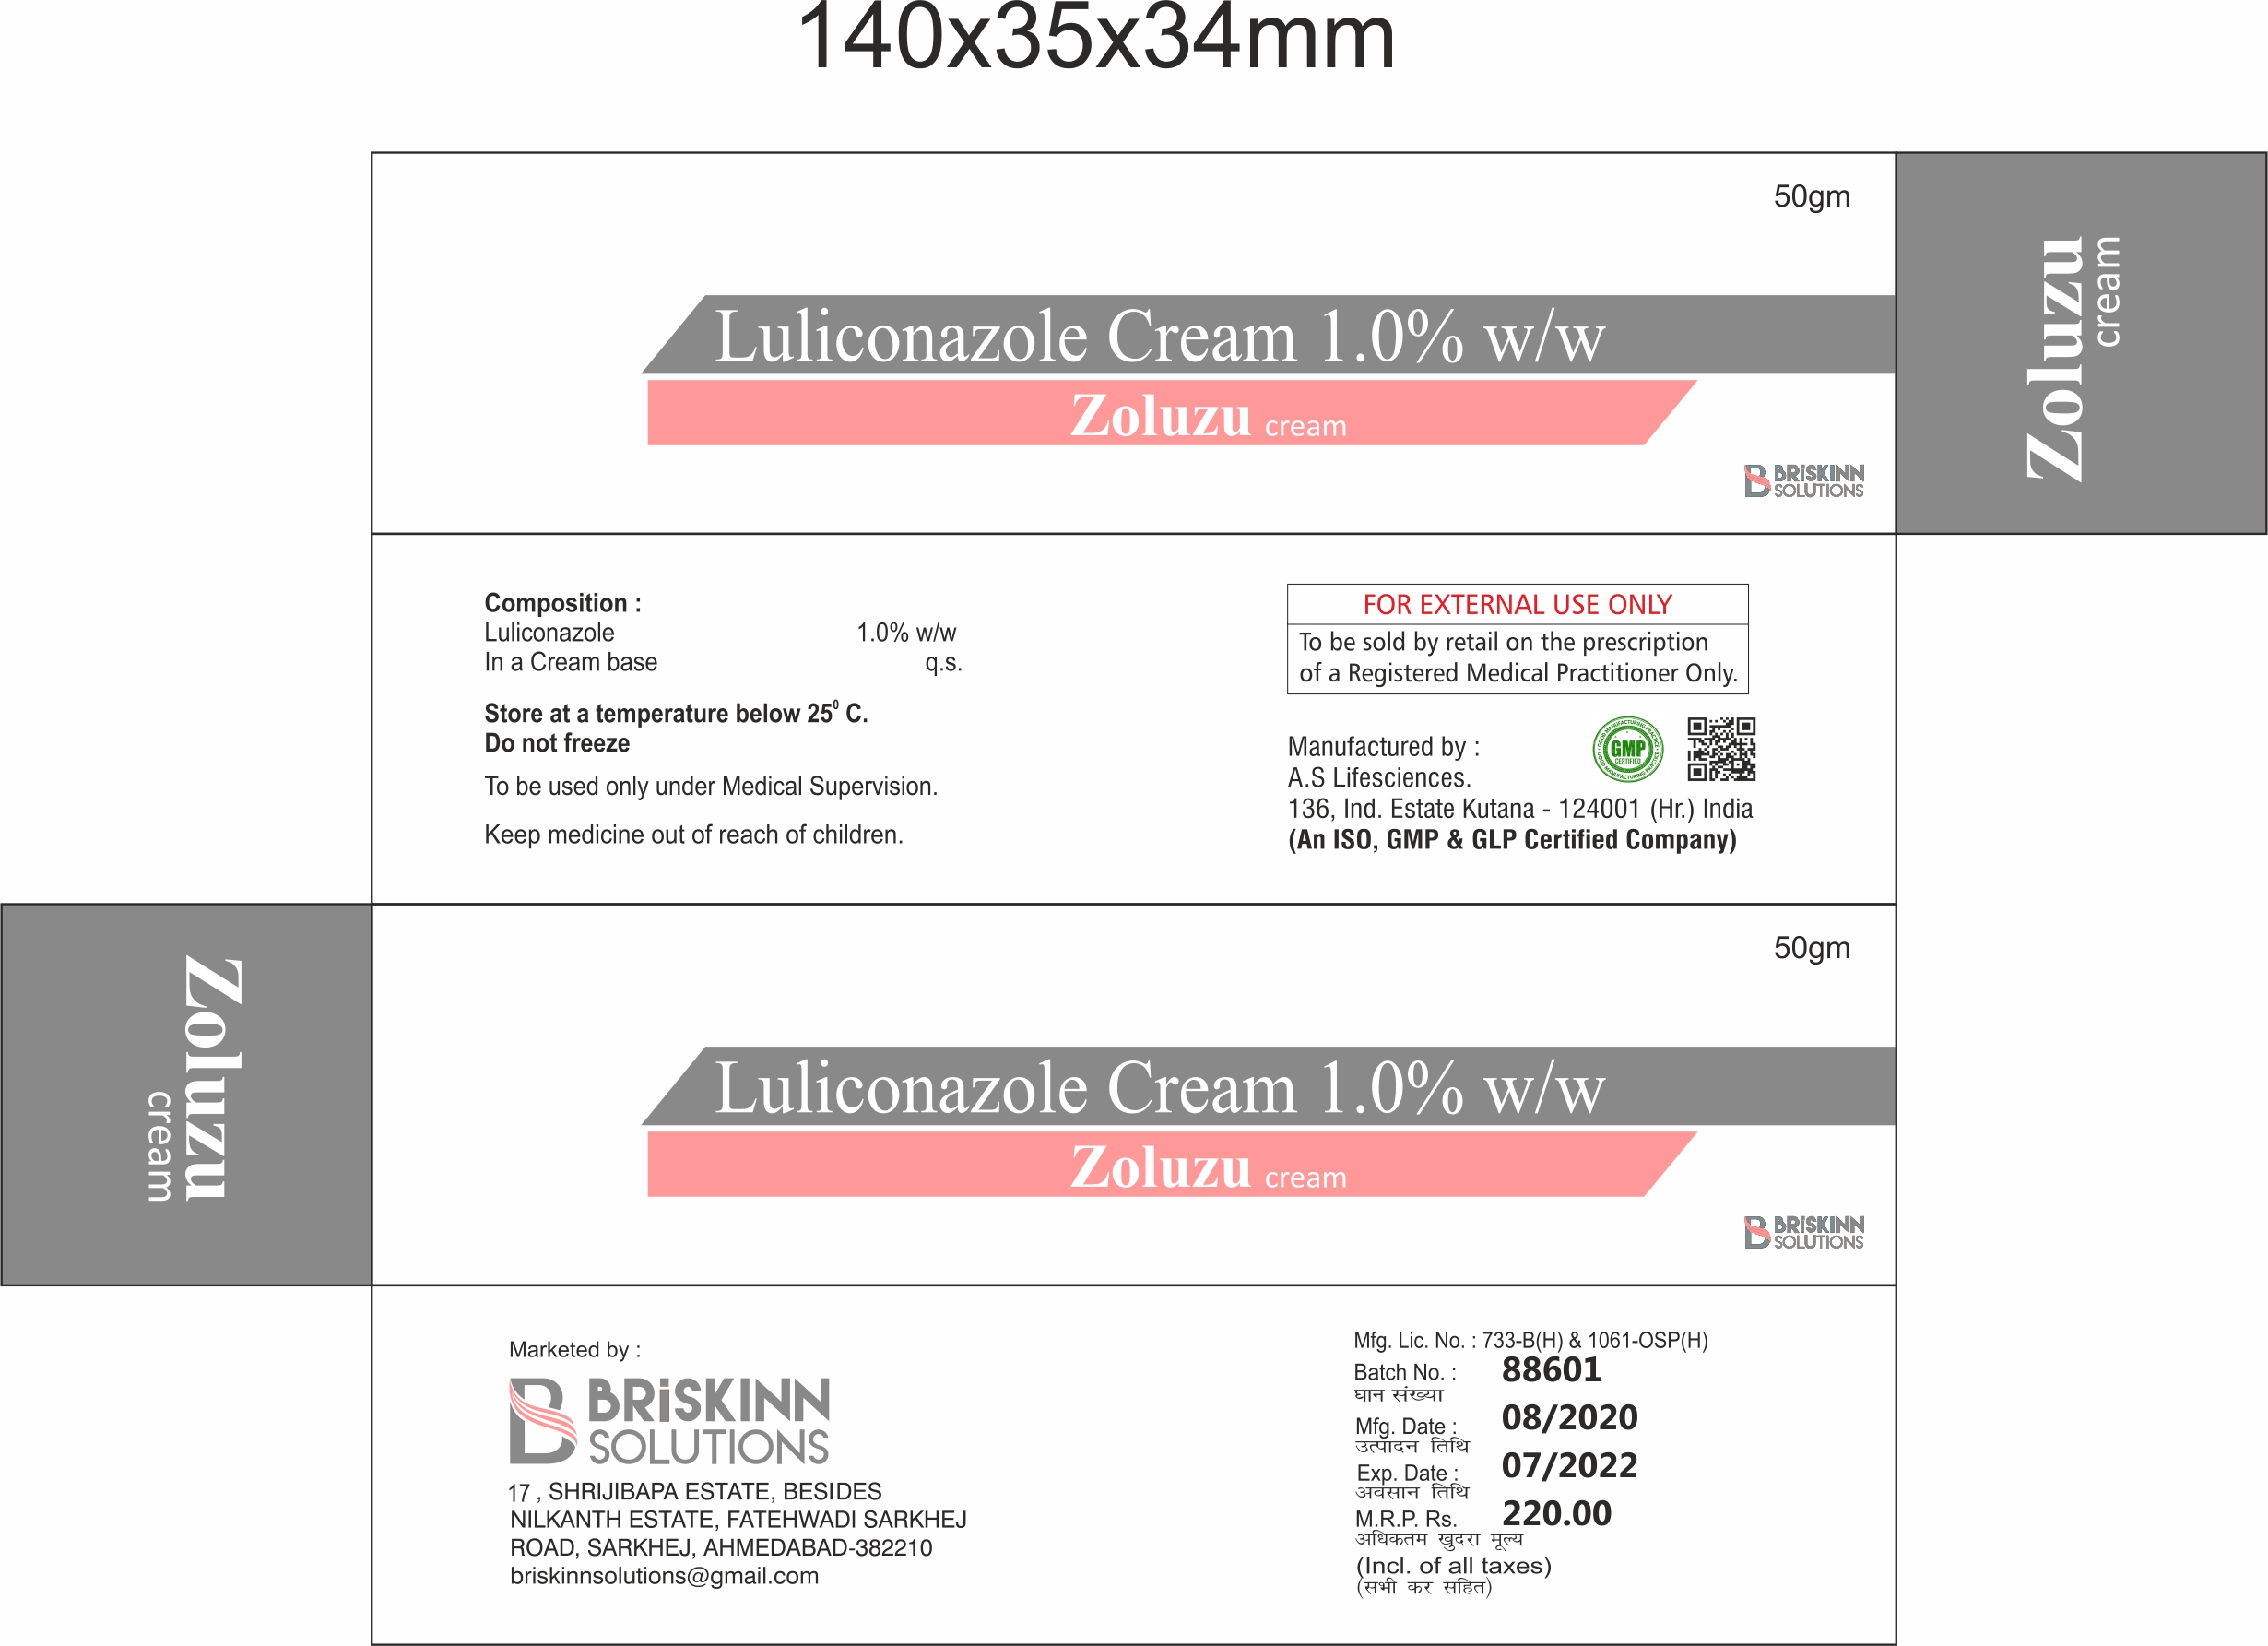 140x35x34mm
50gm
Luliconazole Cream 1.0% w/w
Zoluzu cream
BRiSKINN
SOLUTIONS
Zoluzu
cream
Composition :
Luliconazole 1.0% w/w
In a Cream base q.s.
Store at a temperature below 25⁰ C.
Do not freeze
To be used only under Medical Supervision.
Keep medicine out of reach of children.
FOR EXTERNAL USE ONLY
To be sold by retail on the prescription
of a Registered Medical Practitioner Only.
GOOD MANUFACTURING PRACTICE
GMP
CERTIFIED
GOOD MANUFACTURING PRACTICE
Manufactured by :
A.S Lifesciences.
136, Ind. Estate Kutana - 124001 (Hr.) India
(An ISO, GMP & GLP Certified Company)
Zoluzu
cream
50gm
Luliconazole Cream 1.0% w/w
Zoluzu cream
BRiSKINN
SOLUTIONS
Marketed by :
BRiSKINN
SOLUTIONS
17 , SHRIJIBAPA ESTATE, BESIDES
NILKANTH ESTATE, FATEHWADI SARKHEJ
ROAD, SARKHEJ, AHMEDABAD-382210
briskinnsolutions@gmail.com
Mfg. Lic. No. : 733-B(H) & 1061-OSP(H)
Batch No. : 88601
घान संख्या
Mfg. Date : 08/2020
उत्पादन तिथि
Exp. Date : 07/2022
अवसान तिथि
M.R.P. Rs. 220.00
अधिकतम खुदरा मूल्य
(Incl. of all taxes)
(सभी कर सहित)